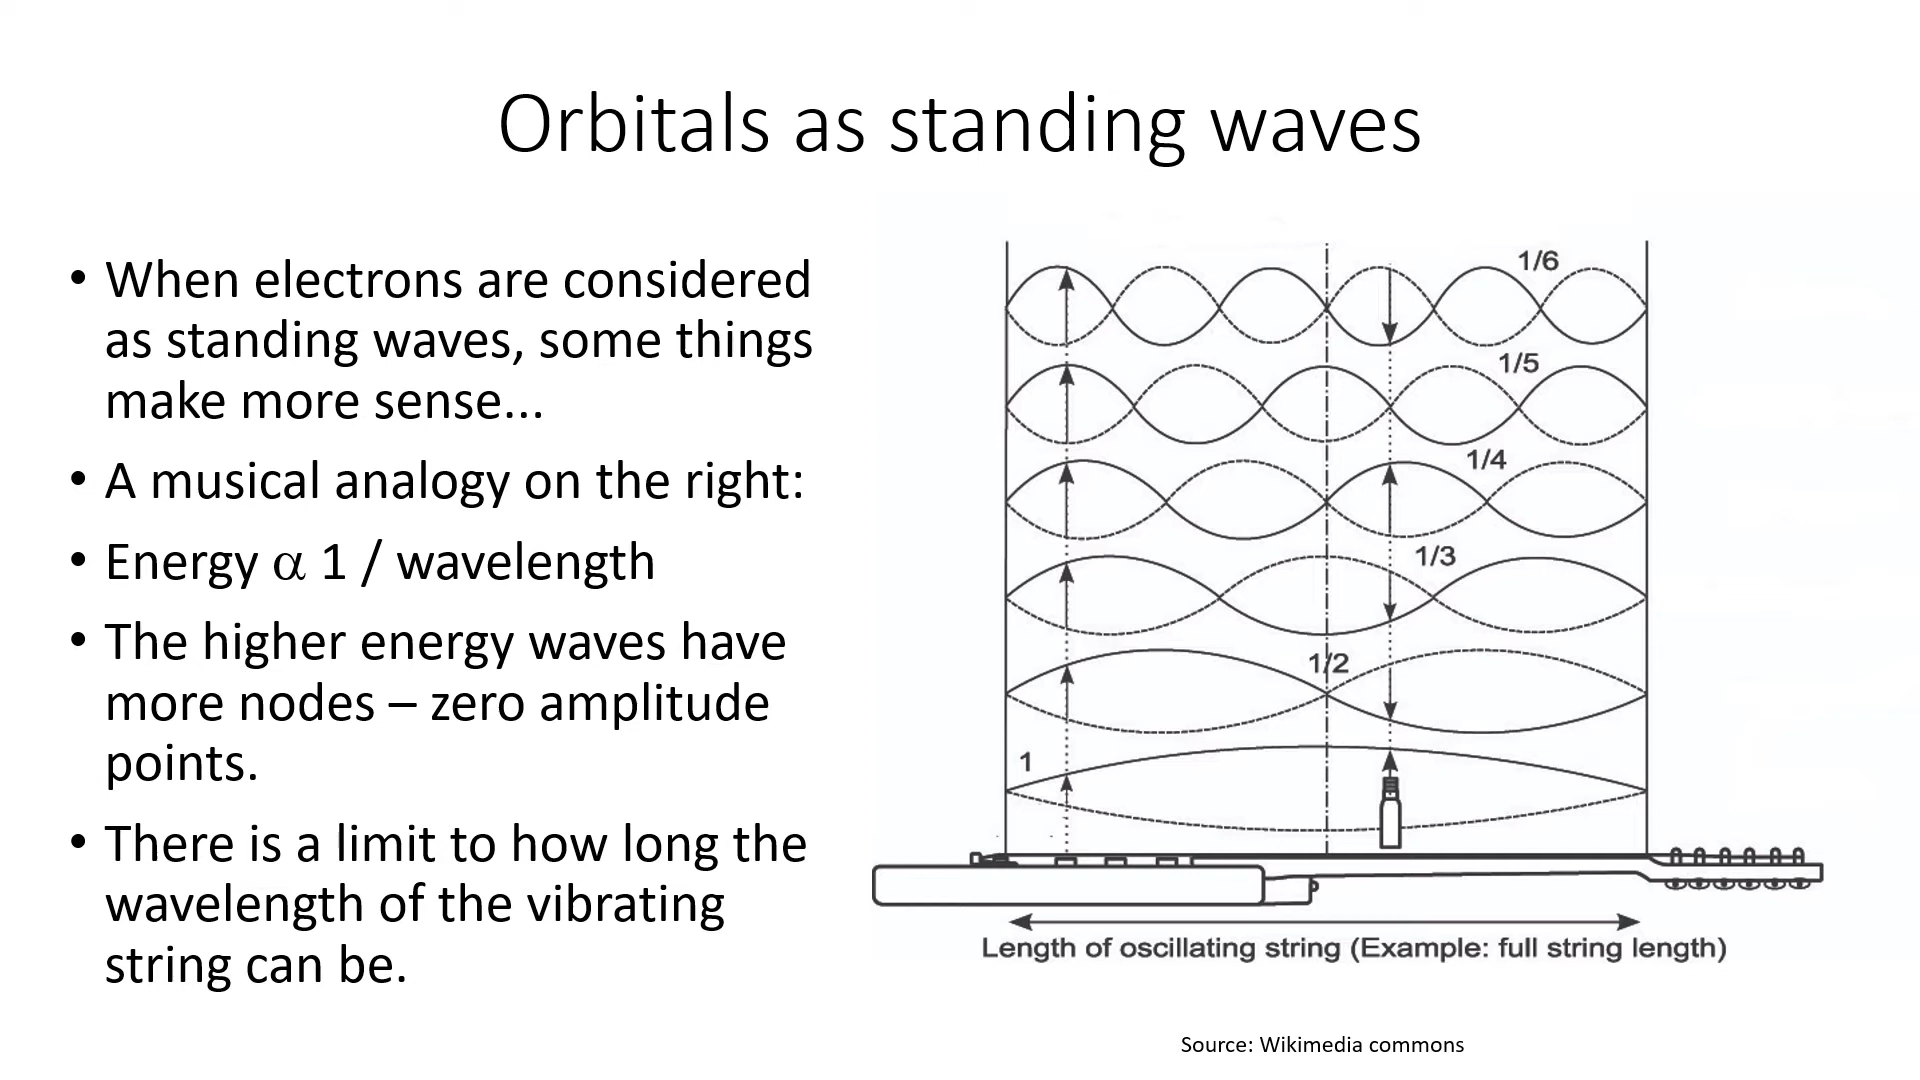 Orbitals as standing waves
• When electrons are considered
as standing waves, some things
make more sense...
• A musical analogy on the right:
• Energy α 1 / wavelength
• The higher energy waves have
more nodes – zero amplitude
points.
• There is a limit to how long the
wavelength of the vibrating
string can be.
1/6
1/5
1/4
1/3
1/2
1
Length of oscillating string (Example: full string length)
Source: Wikimedia commons